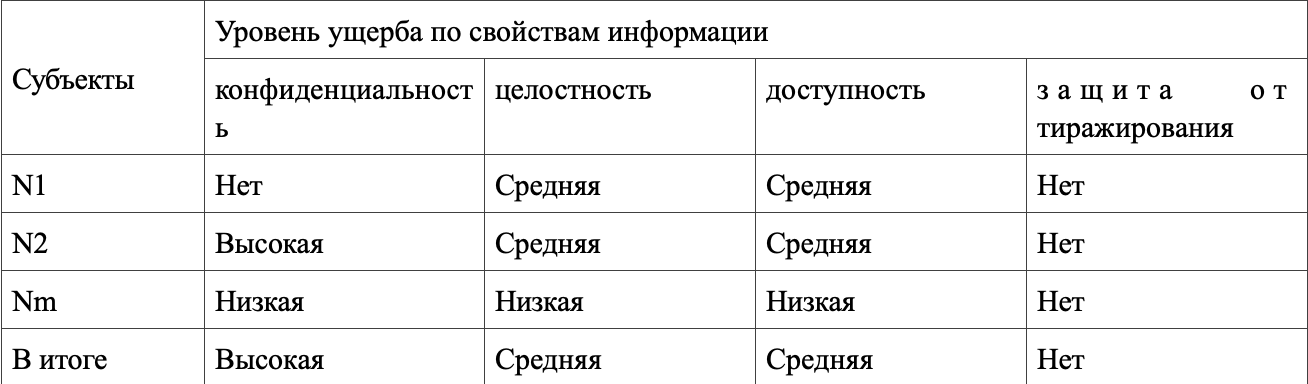 Субъекты
Уровень ущерба по свойствам информации
конфиденциальност
ь
целостность
доступность
защита от
тиражирования
N1 Нет Средняя Средняя Нет
N2 Высокая Средняя Средняя Нет
Nm Низкая Низкая Низкая Нет
В итоге Высокая Средняя Средняя Нет